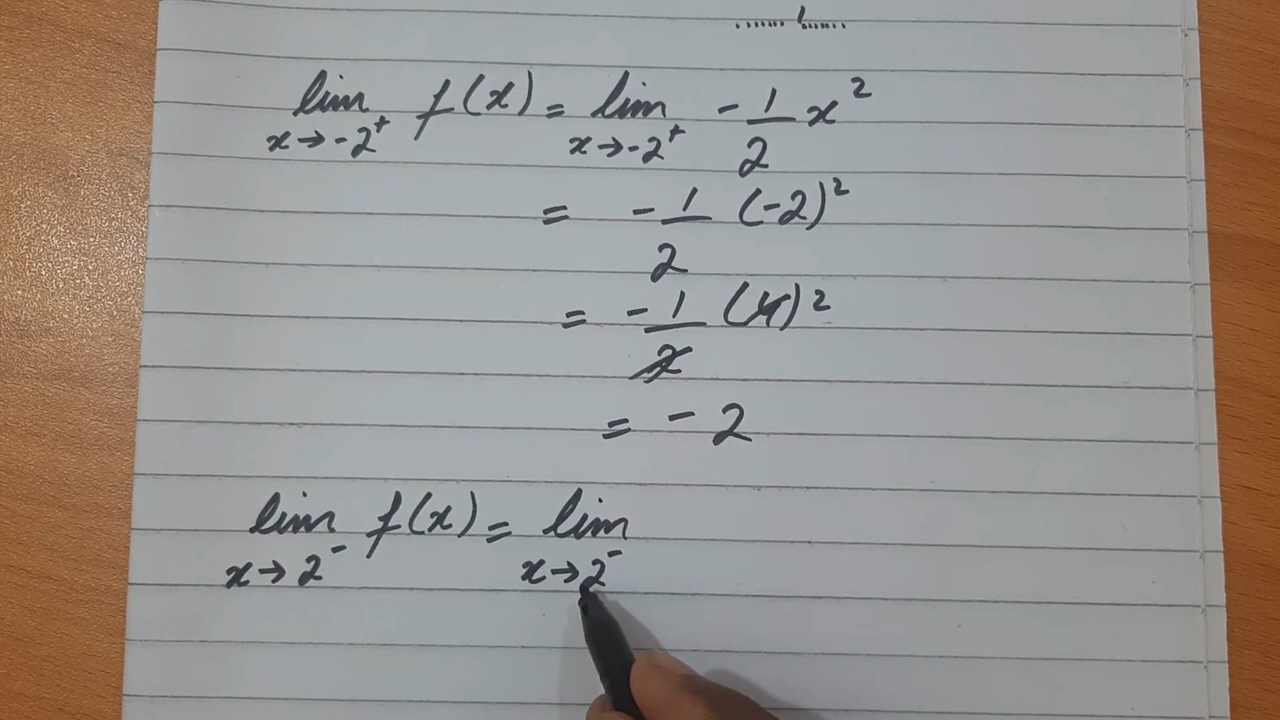 lim f(x) = lim - 1/2 x²
x→-2⁺ x→-2⁺
= - 1/2 (-2)²
= - 1/2 (4)²
= - 2
lim f(x) = lim
x→2⁻ x→2⁻